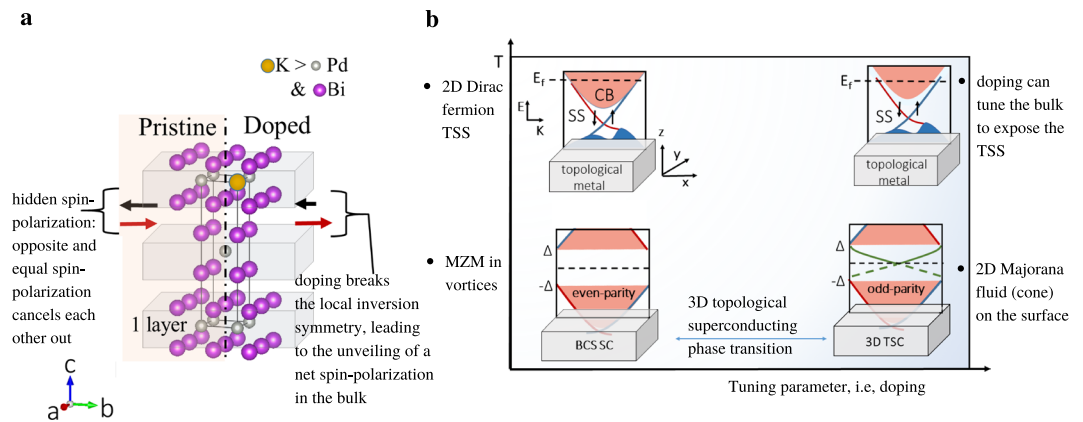 a
K > Pd
& Bi
Pristine
Doped
hidden spin-
polarization:
opposite and
equal spin-
polarization
cancels each
other out
1 layer
doping breaks
the local inversion
symmetry, leading
to the unveiling of a
net spin-polarization
in the bulk
c
a
b
b
T
• 2D Dirac
fermion
TSS
E
K
Ef
CB
SS
topological
metal
z
y
x
Ef
SS
topological
metal
• doping can
tune the bulk
to expose the
TSS
• MZM in
vortices
Δ
-Δ
even-parity
BCS SC
3D topological
superconducting
phase transition
Δ
-Δ
odd-parity
3D TSC
• 2D Majorana
fluid (cone)
on the surface
Tuning parameter, i.e, doping